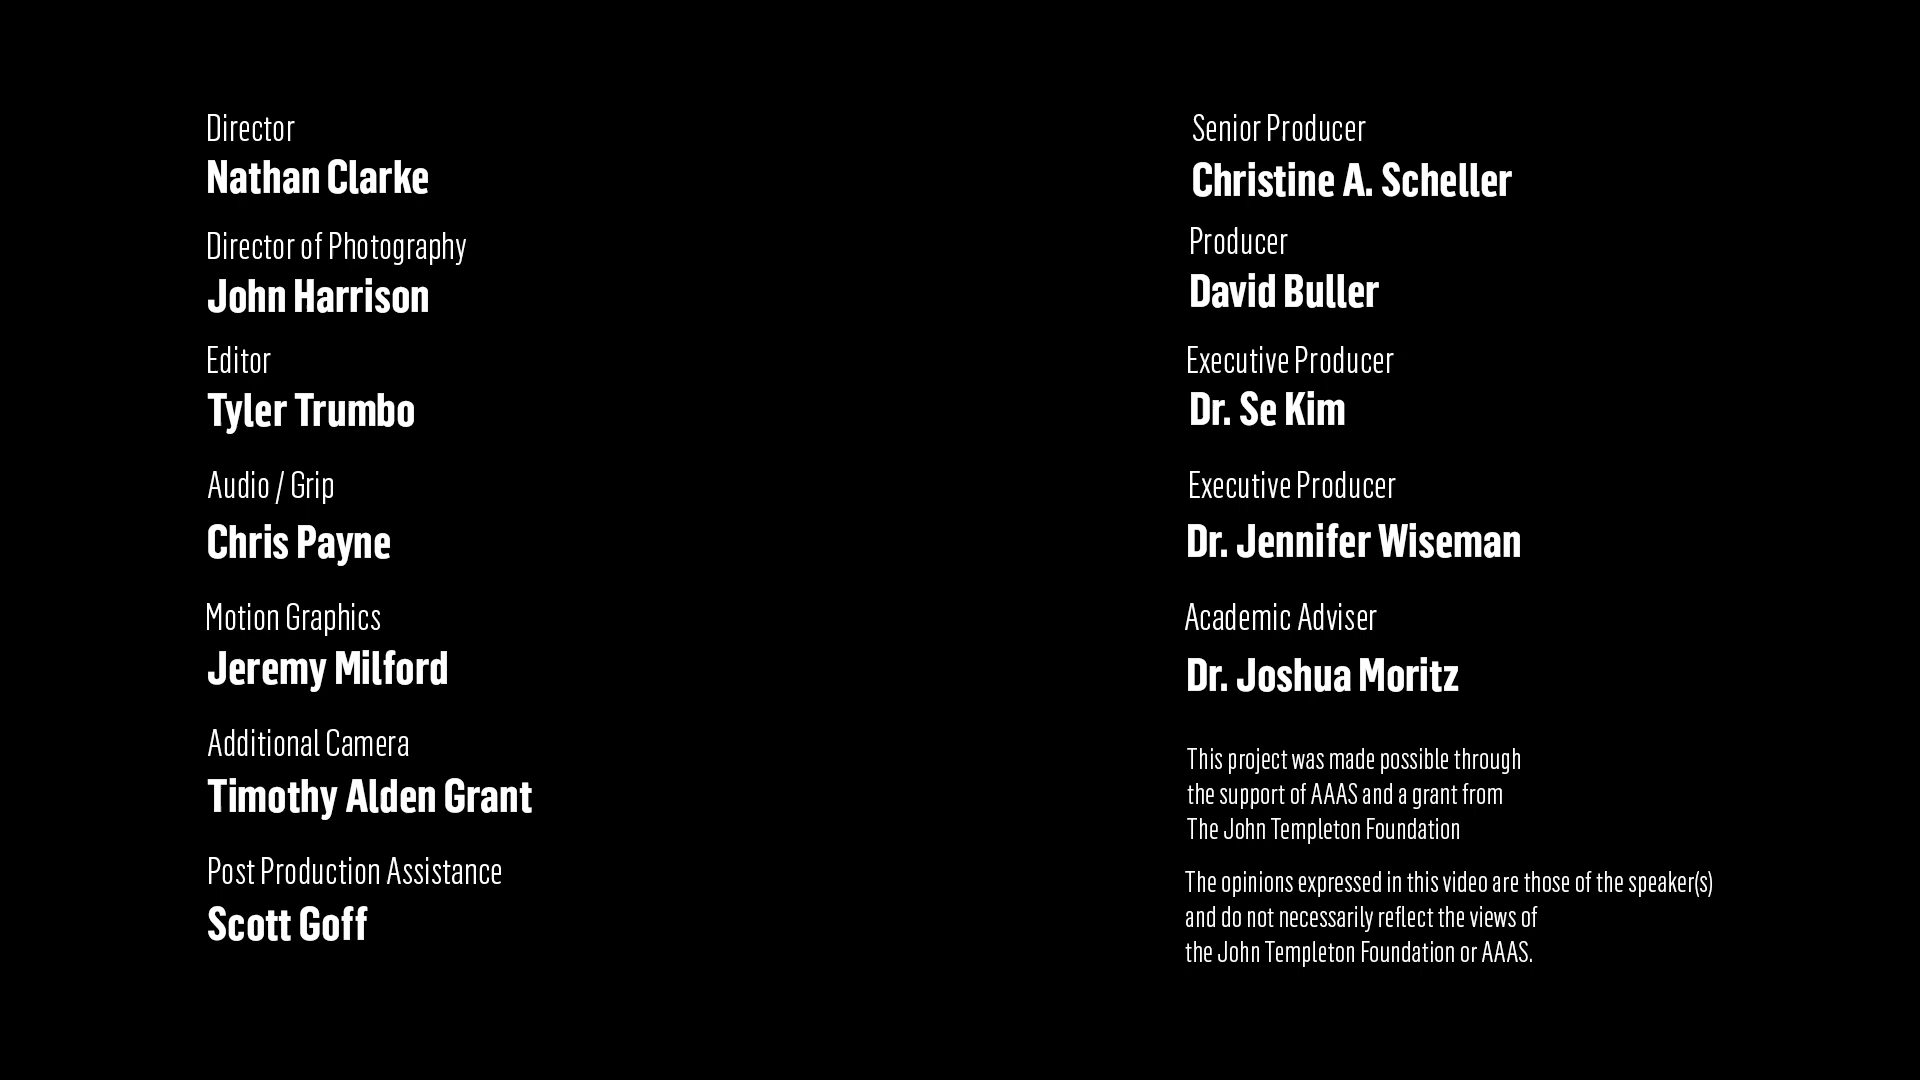 Director
Nathan Clarke
Director of Photography
John Harrison
Editor
Tyler Trumbo
Audio / Grip
Chris Payne
Motion Graphics
Jeremy Milford
Additional Camera
Timothy Alden Grant
Post Production Assistance
Scott Goff
Senior Producer
Christine A. Scheller
Producer
David Buller
Executive Producer
Dr. Se Kim
Executive Producer
Dr. Jennifer Wiseman
Academic Adviser
Dr. Joshua Moritz
This project was made possible through
the support of AAAS and a grant from
The John Templeton Foundation
The opinions expressed in this video are those of the speaker(s)
and do not necessarily reflect the views of
the John Templeton Foundation or AAAS.